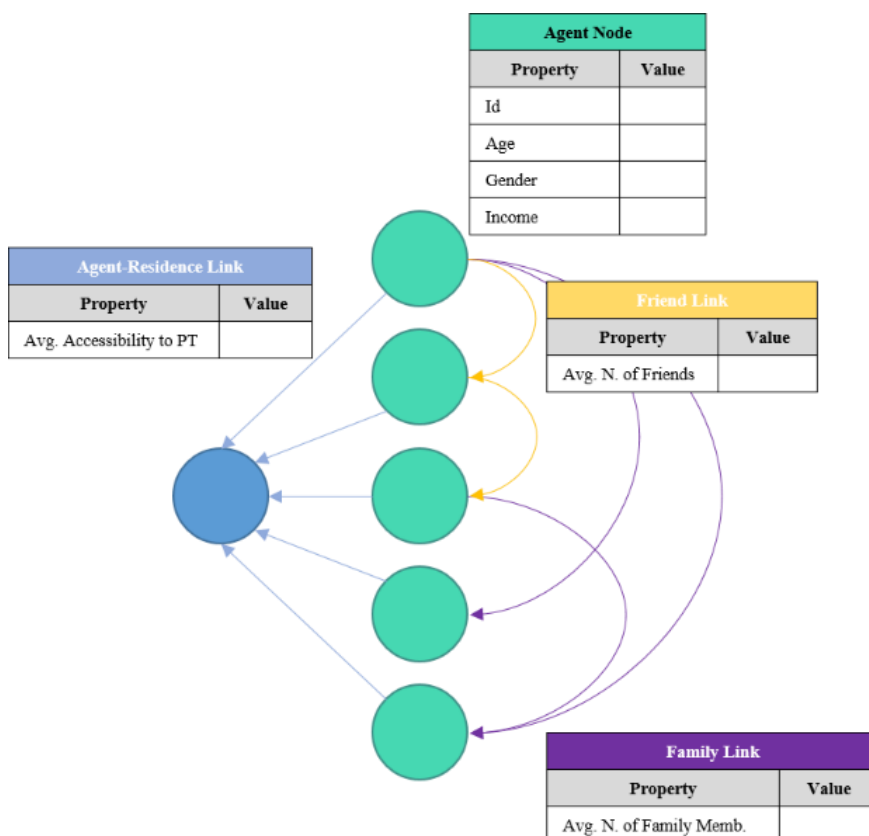 Agent Node
Property Value
Id
Age
Gender
Income
Agent-Residence Link
Property Value
Avg. Accessibility to PT
Friend Link
Property Value
Avg. N. of Friends
Family Link
Property Value
Avg. N. of Family Memb.